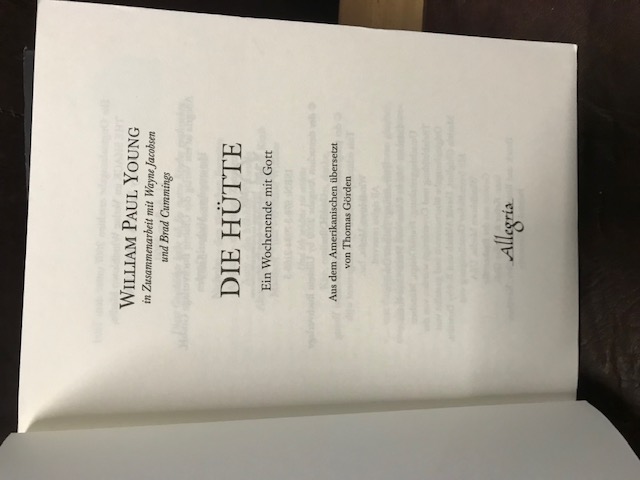 WILLIAM PAUL YOUNG
in Zusammenarbeit mit Wayne Jacobsen
und Brad Cummings
DIE HÜTTE
Ein Wochenende mit Gott
Aus dem Amerikanischen übersetzt
von Thomas Görden
Allegria